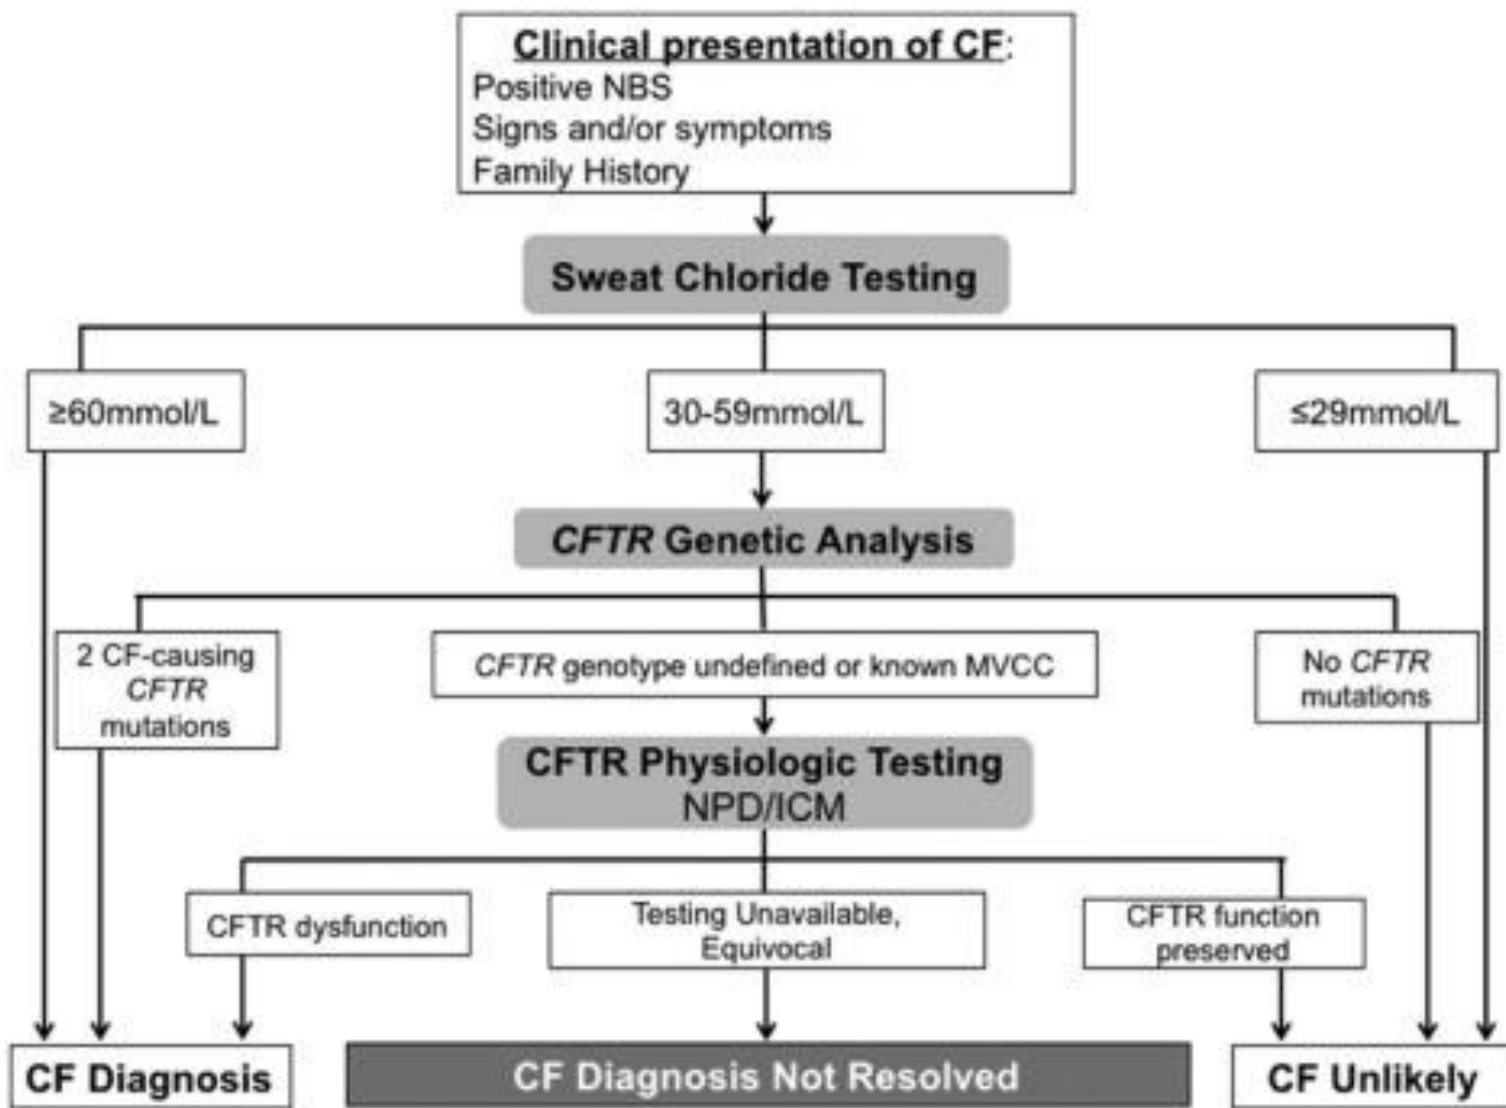 Clinical presentation of CF:
Positive NBS
Signs and/or symptoms
Family History
Sweat Chloride Testing
≥60mmol/L
30-59mmol/L
≤29mmol/L
CFTR Genetic Analysis
2 CF-causing
CFTR
mutations
CFTR genotype undefined or known MVCC
No CFTR
mutations
CFTR Physiologic Testing
NPD/ICM
CFTR dysfunction
Testing Unavailable,
Equivocal
CFTR function
preserved
CF Diagnosis
CF Diagnosis Not Resolved
CF Unlikely